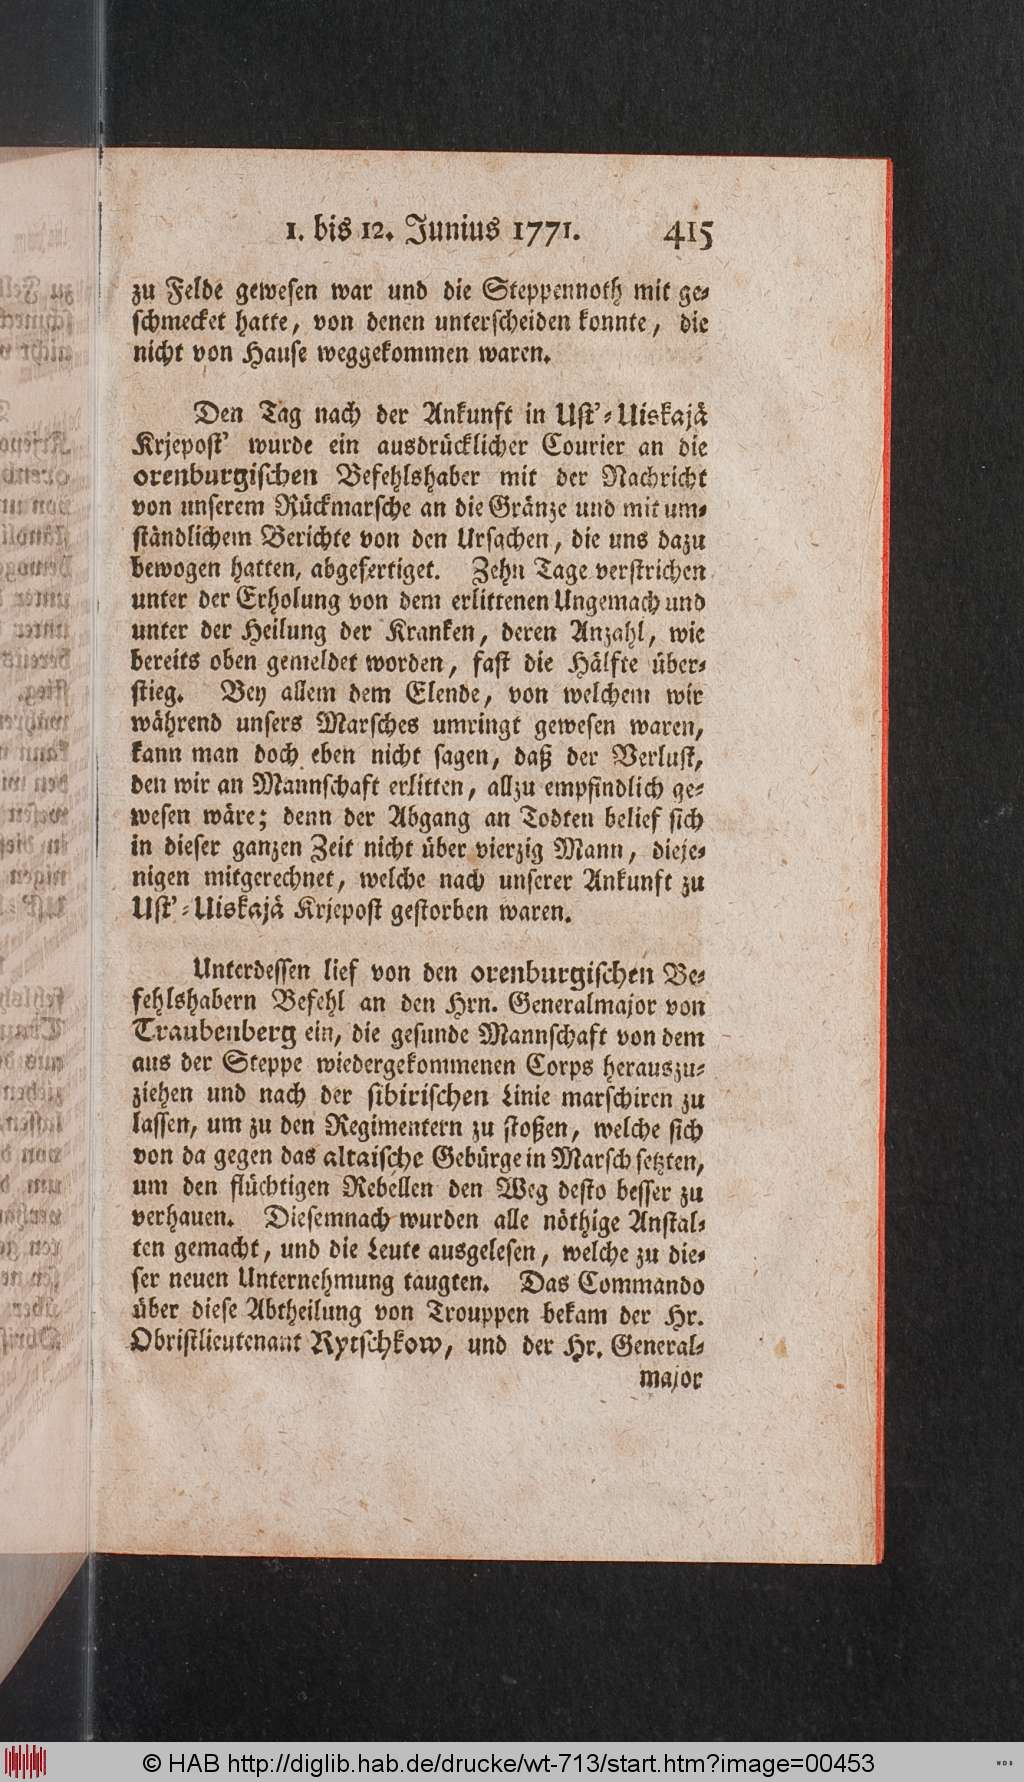 1. bis 12. Junius 1771. 415
zu Felde gewesen war und die Steppennoth mit ge-
schmecket hatte, von denen unterscheiden konnte, die
nicht von Hause weggekommen waren.
Den Tag nach der Ankunft in Ust'-Uiskajä
Krjepost' wurde ein ausdrücklicher Courier an die
orenburgischen Befehlshaber mit der Nachricht
von unserem Rückmarsche an die Gränze und mit um-
ständlichem Berichte von den Ursachen, die uns dazu
bewogen hatten, abgefertiget. Zehn Tage verstrichen
unter der Erholung von dem erlittenen Ungemach und
unter der Heilung der Kranken, deren Anzahl, wie
bereits oben gemeldet worden, fast die Hälfte über-
stieg. Bey allem dem Elende, von welchem wir
während unsers Marsches umringt gewesen waren,
kann man doch eben nicht sagen, daß der Verlust,
den wir an Mannschaft erlitten, allzu empfindlich ge-
wesen wäre; denn der Abgang an Todten belief sich
in dieser ganzen Zeit nicht über vierzig Mann, dieje-
nigen mitgerechnet, welche nach unserer Ankunft zu
Ust'-Uiskajä Krjepost gestorben waren.
Unterdessen lief von den orenburgischen Be-
fehlshabern Befehl an den Hrn. Generalmajor von
Traubenberg ein, die gesunde Mannschaft von dem
aus der Steppe wiedergekommenen Corps herauszu-
ziehen und nach der sibirischen Linie marschiren zu
lassen, um zu den Regimentern zu stoßen, welche sich
von da gegen das altaische Gebürge in Marsch setzten,
um den flüchtigen Rebellen den Weg desto besser zu
verhauen. Diesemnach wurden alle nöthige Anstal-
ten gemacht, und die Leute ausgelesen, welche zu die-
ser neuen Unternehmung taugten. Das Commando
über diese Abtheilung von Trouppen bekam der Hr.
Obristlieutenant Rytschkow, und der Hr. General-
major
© HAB http://diglib.hab.de/drucke/wt-713/start.htm?image=00453